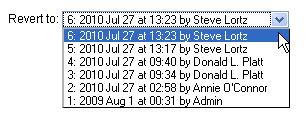 Revert to: 6: 2010 Jul 27 at 13:23 by Steve Lortz
6: 2010 Jul 27 at 13:23 by Steve Lortz
5: 2010 Jul 27 at 13:17 by Steve Lortz
4: 2010 Jul 27 at 09:40 by Donald L. Platt
3: 2010 Jul 27 at 09:34 by Donald L. Platt
2: 2010 Jul 27 at 02:58 by Annie O'Connor
1: 2009 Aug 1 at 00:31 by Admin